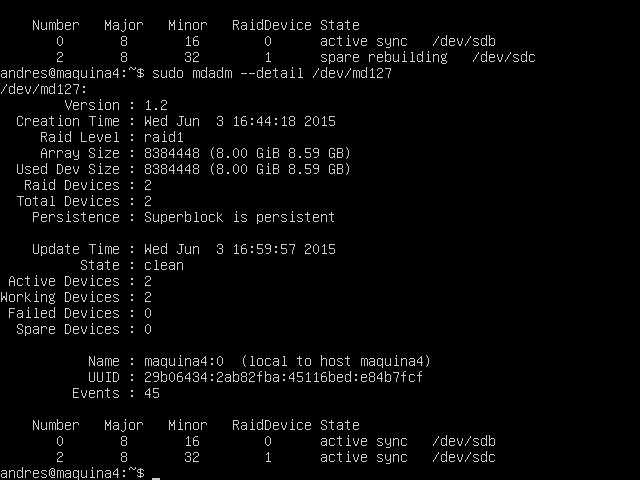 Number   Major   Minor   RaidDevice State
0        8       16        0      active sync   /dev/sdb
2        8       32        1      spare rebuilding   /dev/sdc
andres@maquina4:~$ sudo mdadm --detail /dev/md127
/dev/md127:
Version : 1.2
Creation Time : Wed Jun  3 16:44:18 2015
Raid Level : raid1
Array Size : 8384448 (8.00 GiB 8.59 GB)
Used Dev Size : 8384448 (8.00 GiB 8.59 GB)
Raid Devices : 2
Total Devices : 2
Persistence : Superblock is persistent
Update Time : Wed Jun  3 16:59:57 2015
State : clean
Active Devices : 2
Working Devices : 2
Failed Devices : 0
Spare Devices : 0
Name : maquina4:0  (local to host maquina4)
UUID : 29b06434:2ab82fba:45116bed:e84b7fcf
Events : 45
Number   Major   Minor   RaidDevice State
0        8       16        0      active sync   /dev/sdb
2        8       32        1      active sync   /dev/sdc
andres@maquina4:~$ _